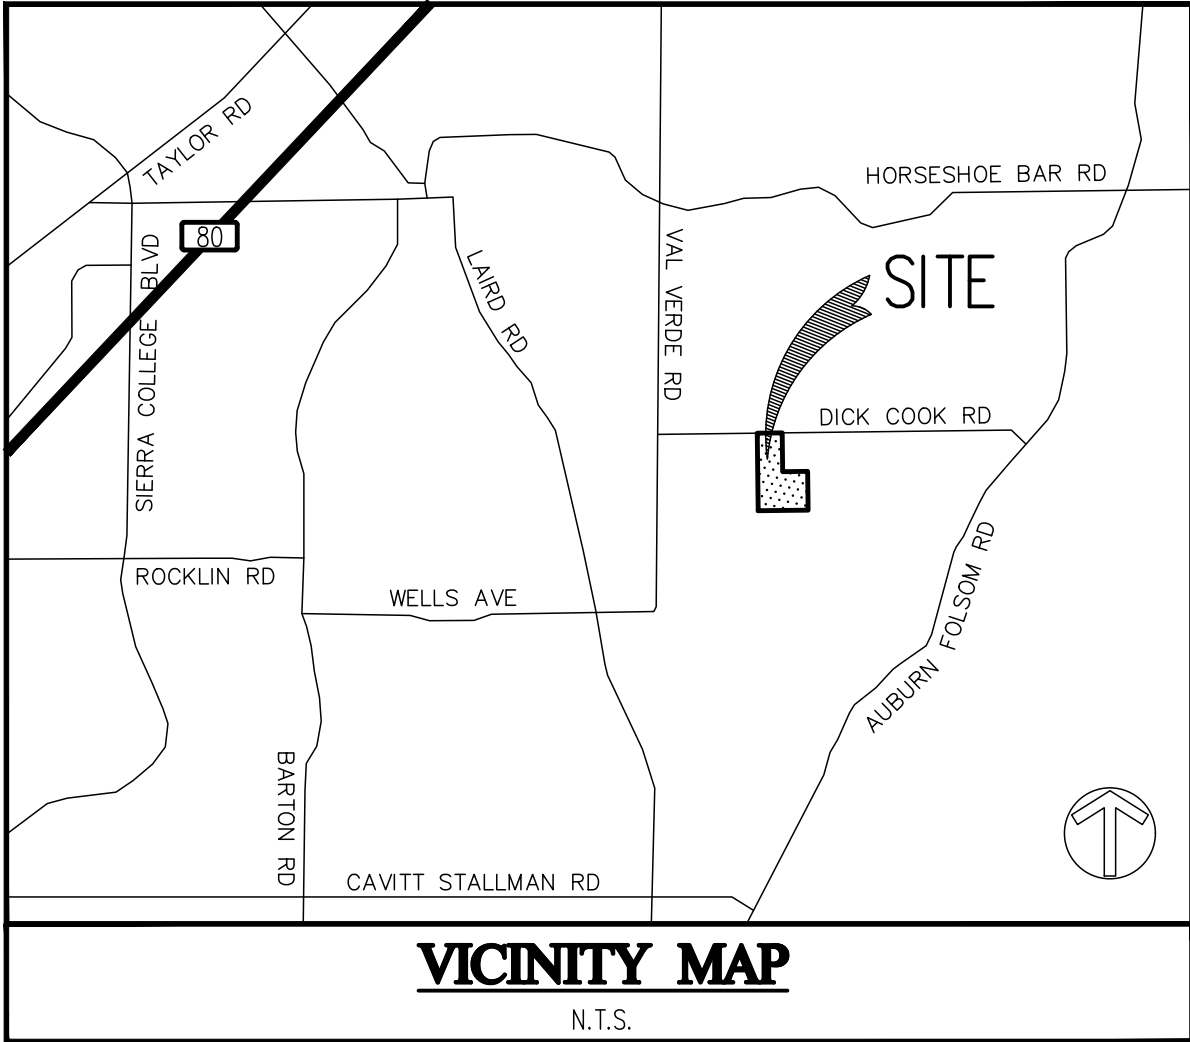 TAYLOR RD
HORSESHOE BAR RD
80
SIERRA COLLEGE BLVD
LAIRD RD
VAL VERDE RD
SITE
DICK COOK RD
ROCKLIN RD
WELLS AVE
AUBURN FOLSOM RD
BARTON RD
CAVITT STALLMAN RD
VICINITY MAP
N.T.S.